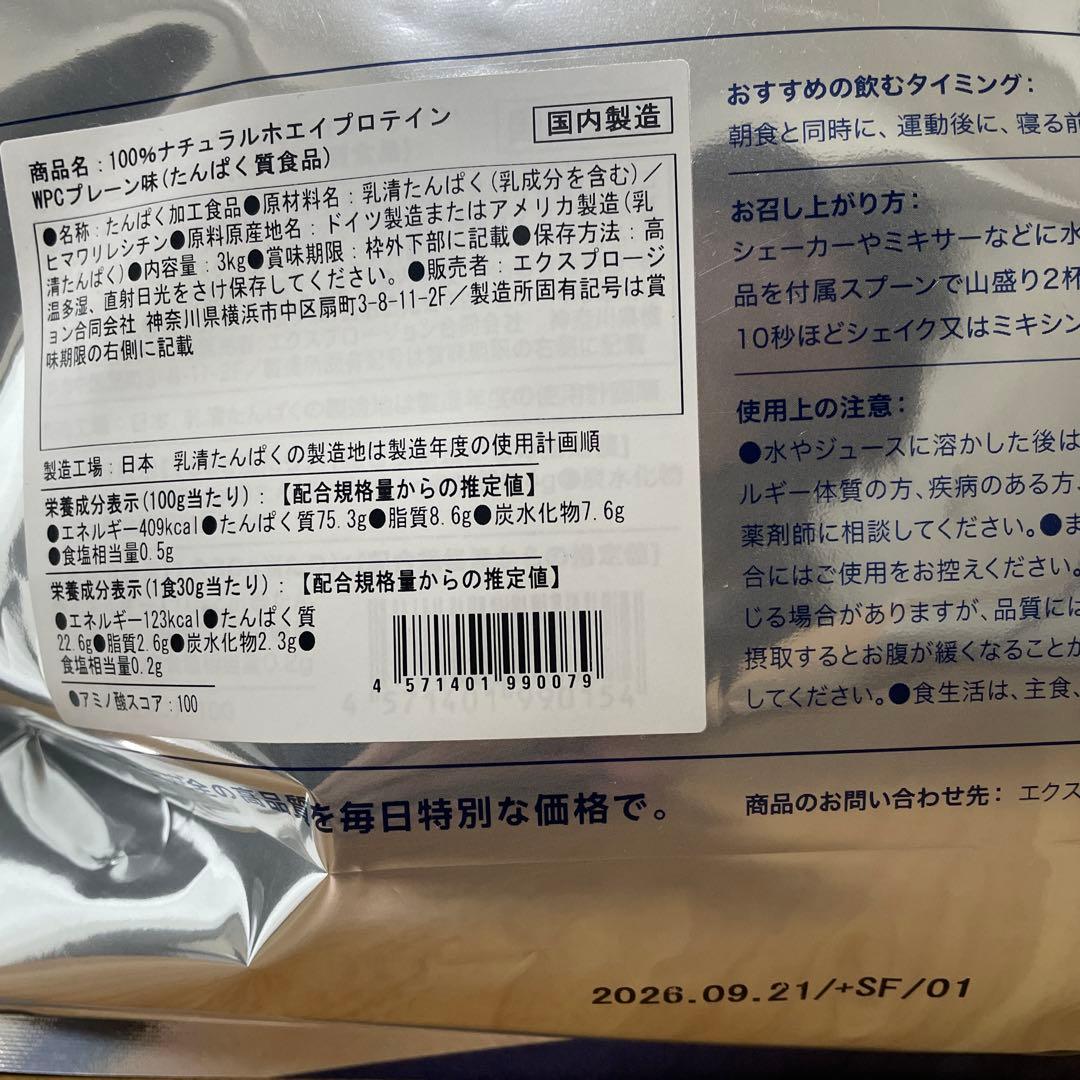 商品名:100%ナチュラルホエイプロテイン
WPCプレーン味(たんぱく質食品)
国内製造
●名称:たんぱく加工食品●原材料名:乳清たんぱく(乳成分を含む)/
ヒマワリレシチン●原料原産地名:ドイツ製造またはアメリカ製造(乳
清たんぱく)●内容量:3kg●賞味期限:枠外下部に記載●保存方法:高
温多湿、直射日光をさけ保存してください。●販売者:エクスプロージ
ョン合同会社 神奈川県横浜市中区扇町3-8-11-2F/製造所固有記号は賞
味期限の右側に記載
製造工場:日本 乳清たんぱくの製造地は製造年度の使用計画順
栄養成分表示(100g当たり):【配合規格量からの推定値】
●エネルギー409kcal●たんぱく質75.3g●脂質8.6g●炭水化物7.6g
●食塩相当量0.5g
栄養成分表示(1食30g当たり):【配合規格量からの推定値】
●エネルギー123kcal●たんぱく質
22.6g●脂質2.6g●炭水化物2.3g●
食塩相当量0.2g
●アミノ酸スコア:100
4 571401 990079
おすすめの飲むタイミング:
朝食と同時に、運動後に、寝る前
お召し上がり方:
シェーカーやミキサーなどに水
品を付属スプーンで山盛り2杯
10秒ほどシェイク又はミキシン
使用上の注意:
●水やジュースに溶かした後は
ルギー体質の方、疾病のある方、
薬剤師に相談してください。●ま
合にはご使用をお控えください。
じる場合がありますが、品質には
摂取するとお腹が緩くなることか
してください。●食生活は、主食、
の高品質を毎日特別な価格で。
商品のお問い合わせ先: エクス
2026.09.21/+SF/01